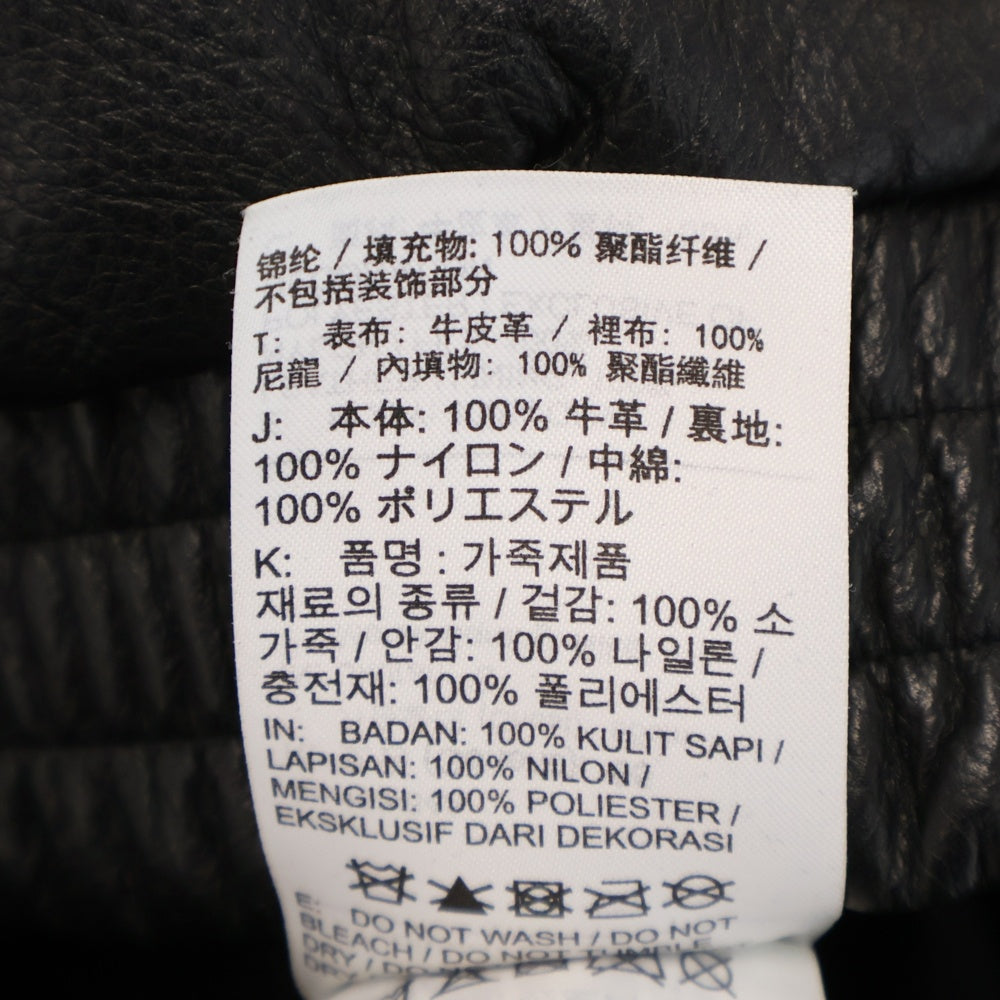 锦纶 / 填充物: 100% 聚酯纤维 /
不包括装饰部分
T: 表布: 牛皮革 / 裡布: 100%
尼龍 / 內填物: 100% 聚酯纖維
J: 本体: 100% 牛革 / 裏地:
100% ナイロン / 中綿:
100% ポリエステル
K: 품명 : 가죽제품
재료의 종류 / 겉감: 100% 소
가죽 / 안감: 100% 나일론 /
충전재: 100% 폴리에스터
IN: BADAN: 100% KULIT SAPI /
LAPISAN: 100% NILON /
MENGISI: 100% POLIESTER /
EKSKLUSIF DARI DEKORASI
E: DO NOT WASH / DO NOT
BLEACH / DO NOT TUMBLE
DRY / DO
DRY